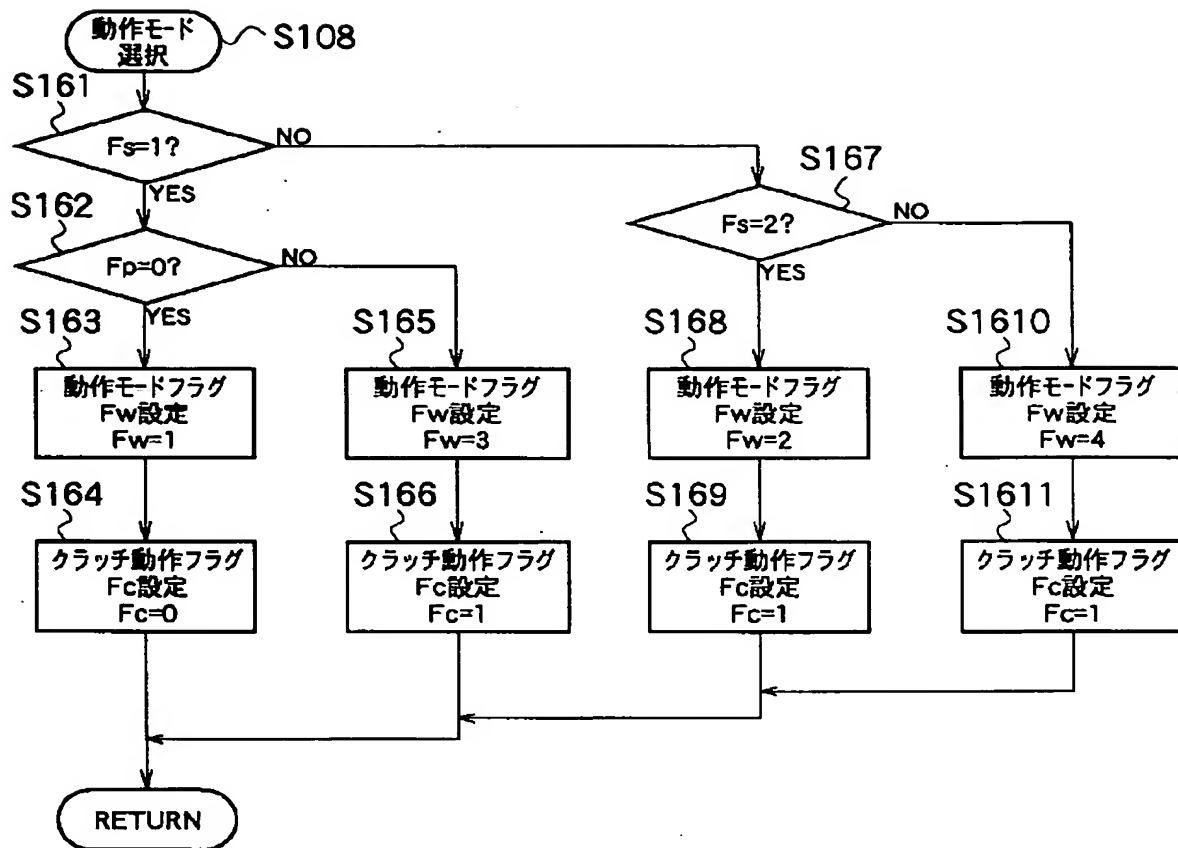 動作モード
選択
S108
S161
Fs=1?
NO
YES
S162
Fp=0?
NO
YES
S167
Fs=2?
NO
YES
S163
動作モードフラグ
Fw設定
Fw=1
S165
動作モードフラグ
Fw設定
Fw=3
S168
動作モードフラグ
Fw設定
Fw=2
S1610
動作モードフラグ
Fw設定
Fw=4
S164
クラッチ動作フラグ
Fc設定
Fc=0
S166
クラッチ動作フラグ
Fc設定
Fc=1
S169
クラッチ動作フラグ
Fc設定
Fc=1
S1611
クラッチ動作フラグ
Fc設定
Fc=1
RETURN